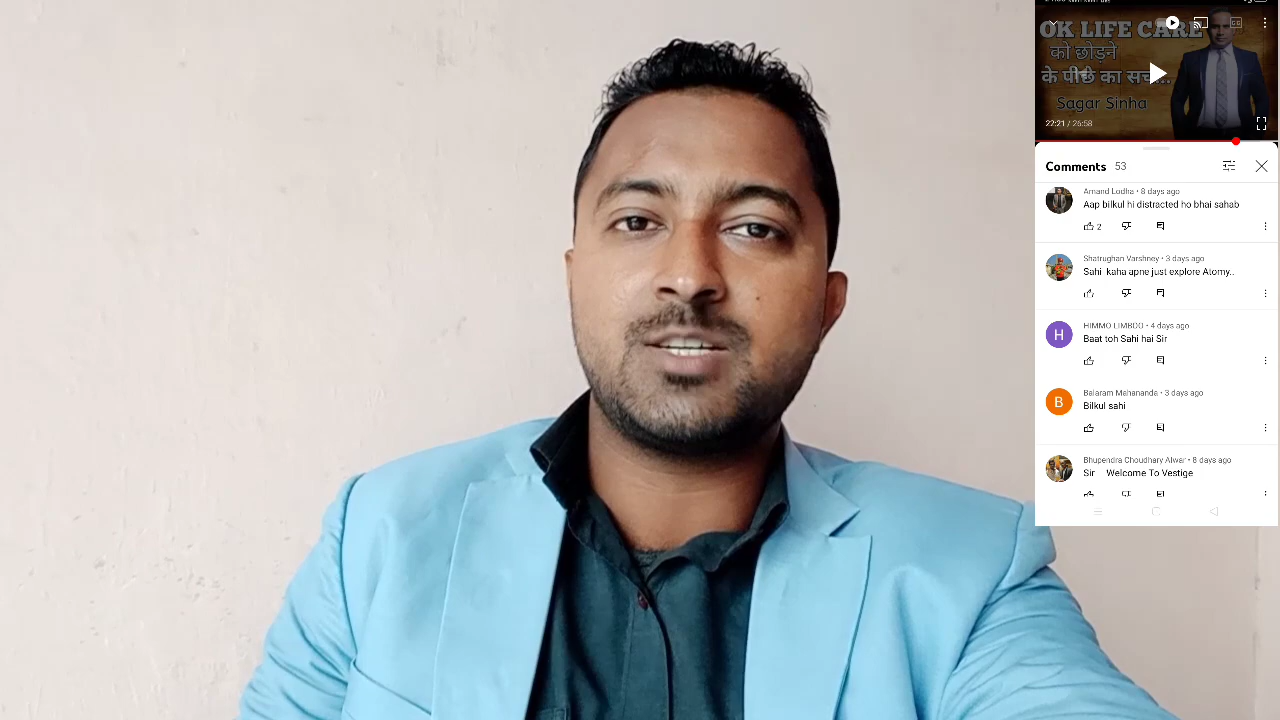 OK LIFE CARE
को छोड़ने
के पीछे का सच...
Sagar Sinha
22:21 / 26:58
Comments 53
Amand Lodha • 8 days ago
Aap bilkul hi distracted ho bhai sahab
2
Shatrughan Varshney • 3 days ago
Sahi kaha apne just explore Atomy..
H
HIMMO LIMBOO • 4 days ago
Baat toh Sahi hai Sir
B
Balaram Mahananda • 3 days ago
Bilkul sahi
Bhupendra Choudhary Alwar • 8 days ago
Sir Welcome To Vestige